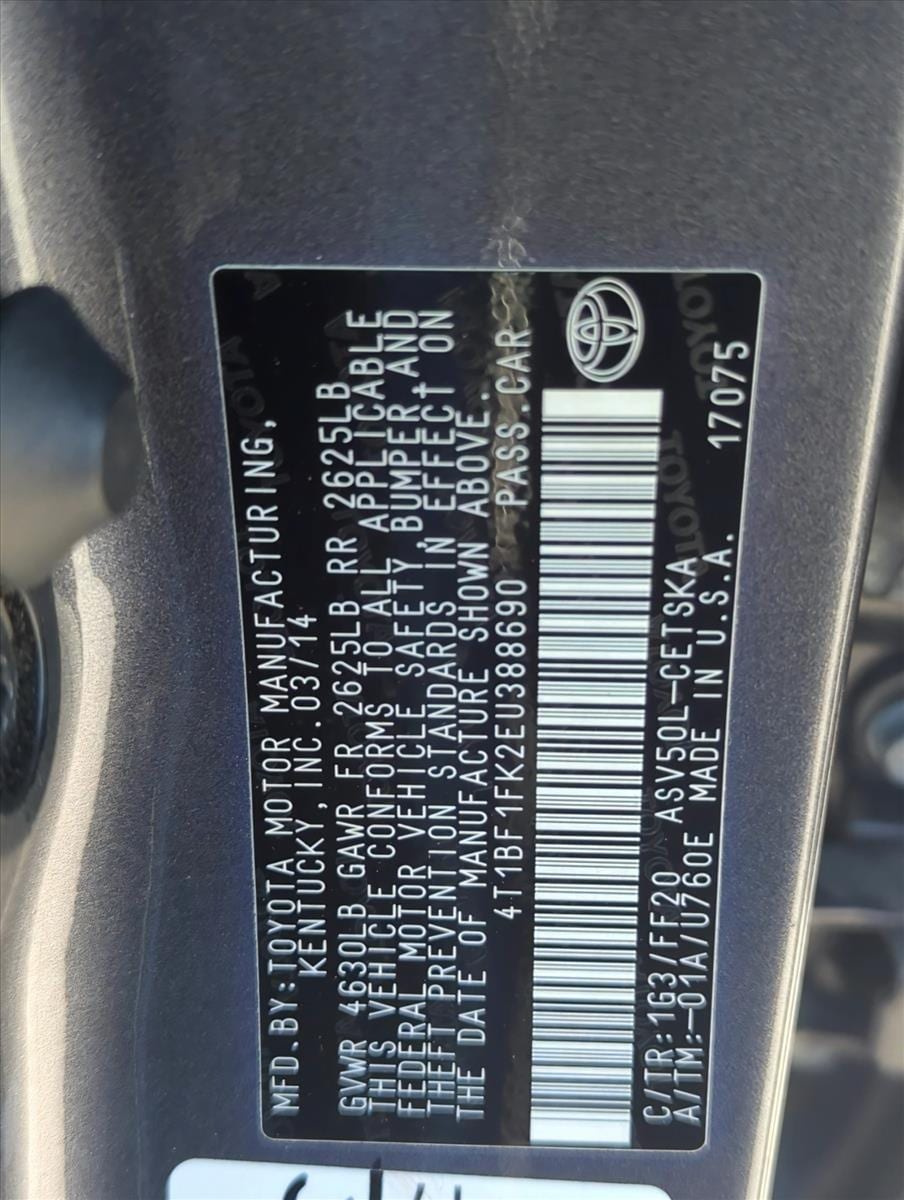 MFD.BY:TOYOTA MOTOR MANUFACTURING,
KENTUCKY,INC.03/14
GVWR 4630LB GAWR FR 2625LB RR 2625LB
THIS VEHICLE CONFORMS TO ALL APPLICABLE
FEDERAL MOTOR VEHICLE SAFETY,BUMPER,AND
THEFT PREVENTION STANDARDS IN EFFECT ON
THE DATE OF MANUFACTURE SHOWN ABOVE.
4T1BF1FK2EU388690 PASS.CAR
C/TR:1G3/FF20 ASV50L-CETSKA
A/TM:-01A/U760E MADE IN U.S.A. 17075